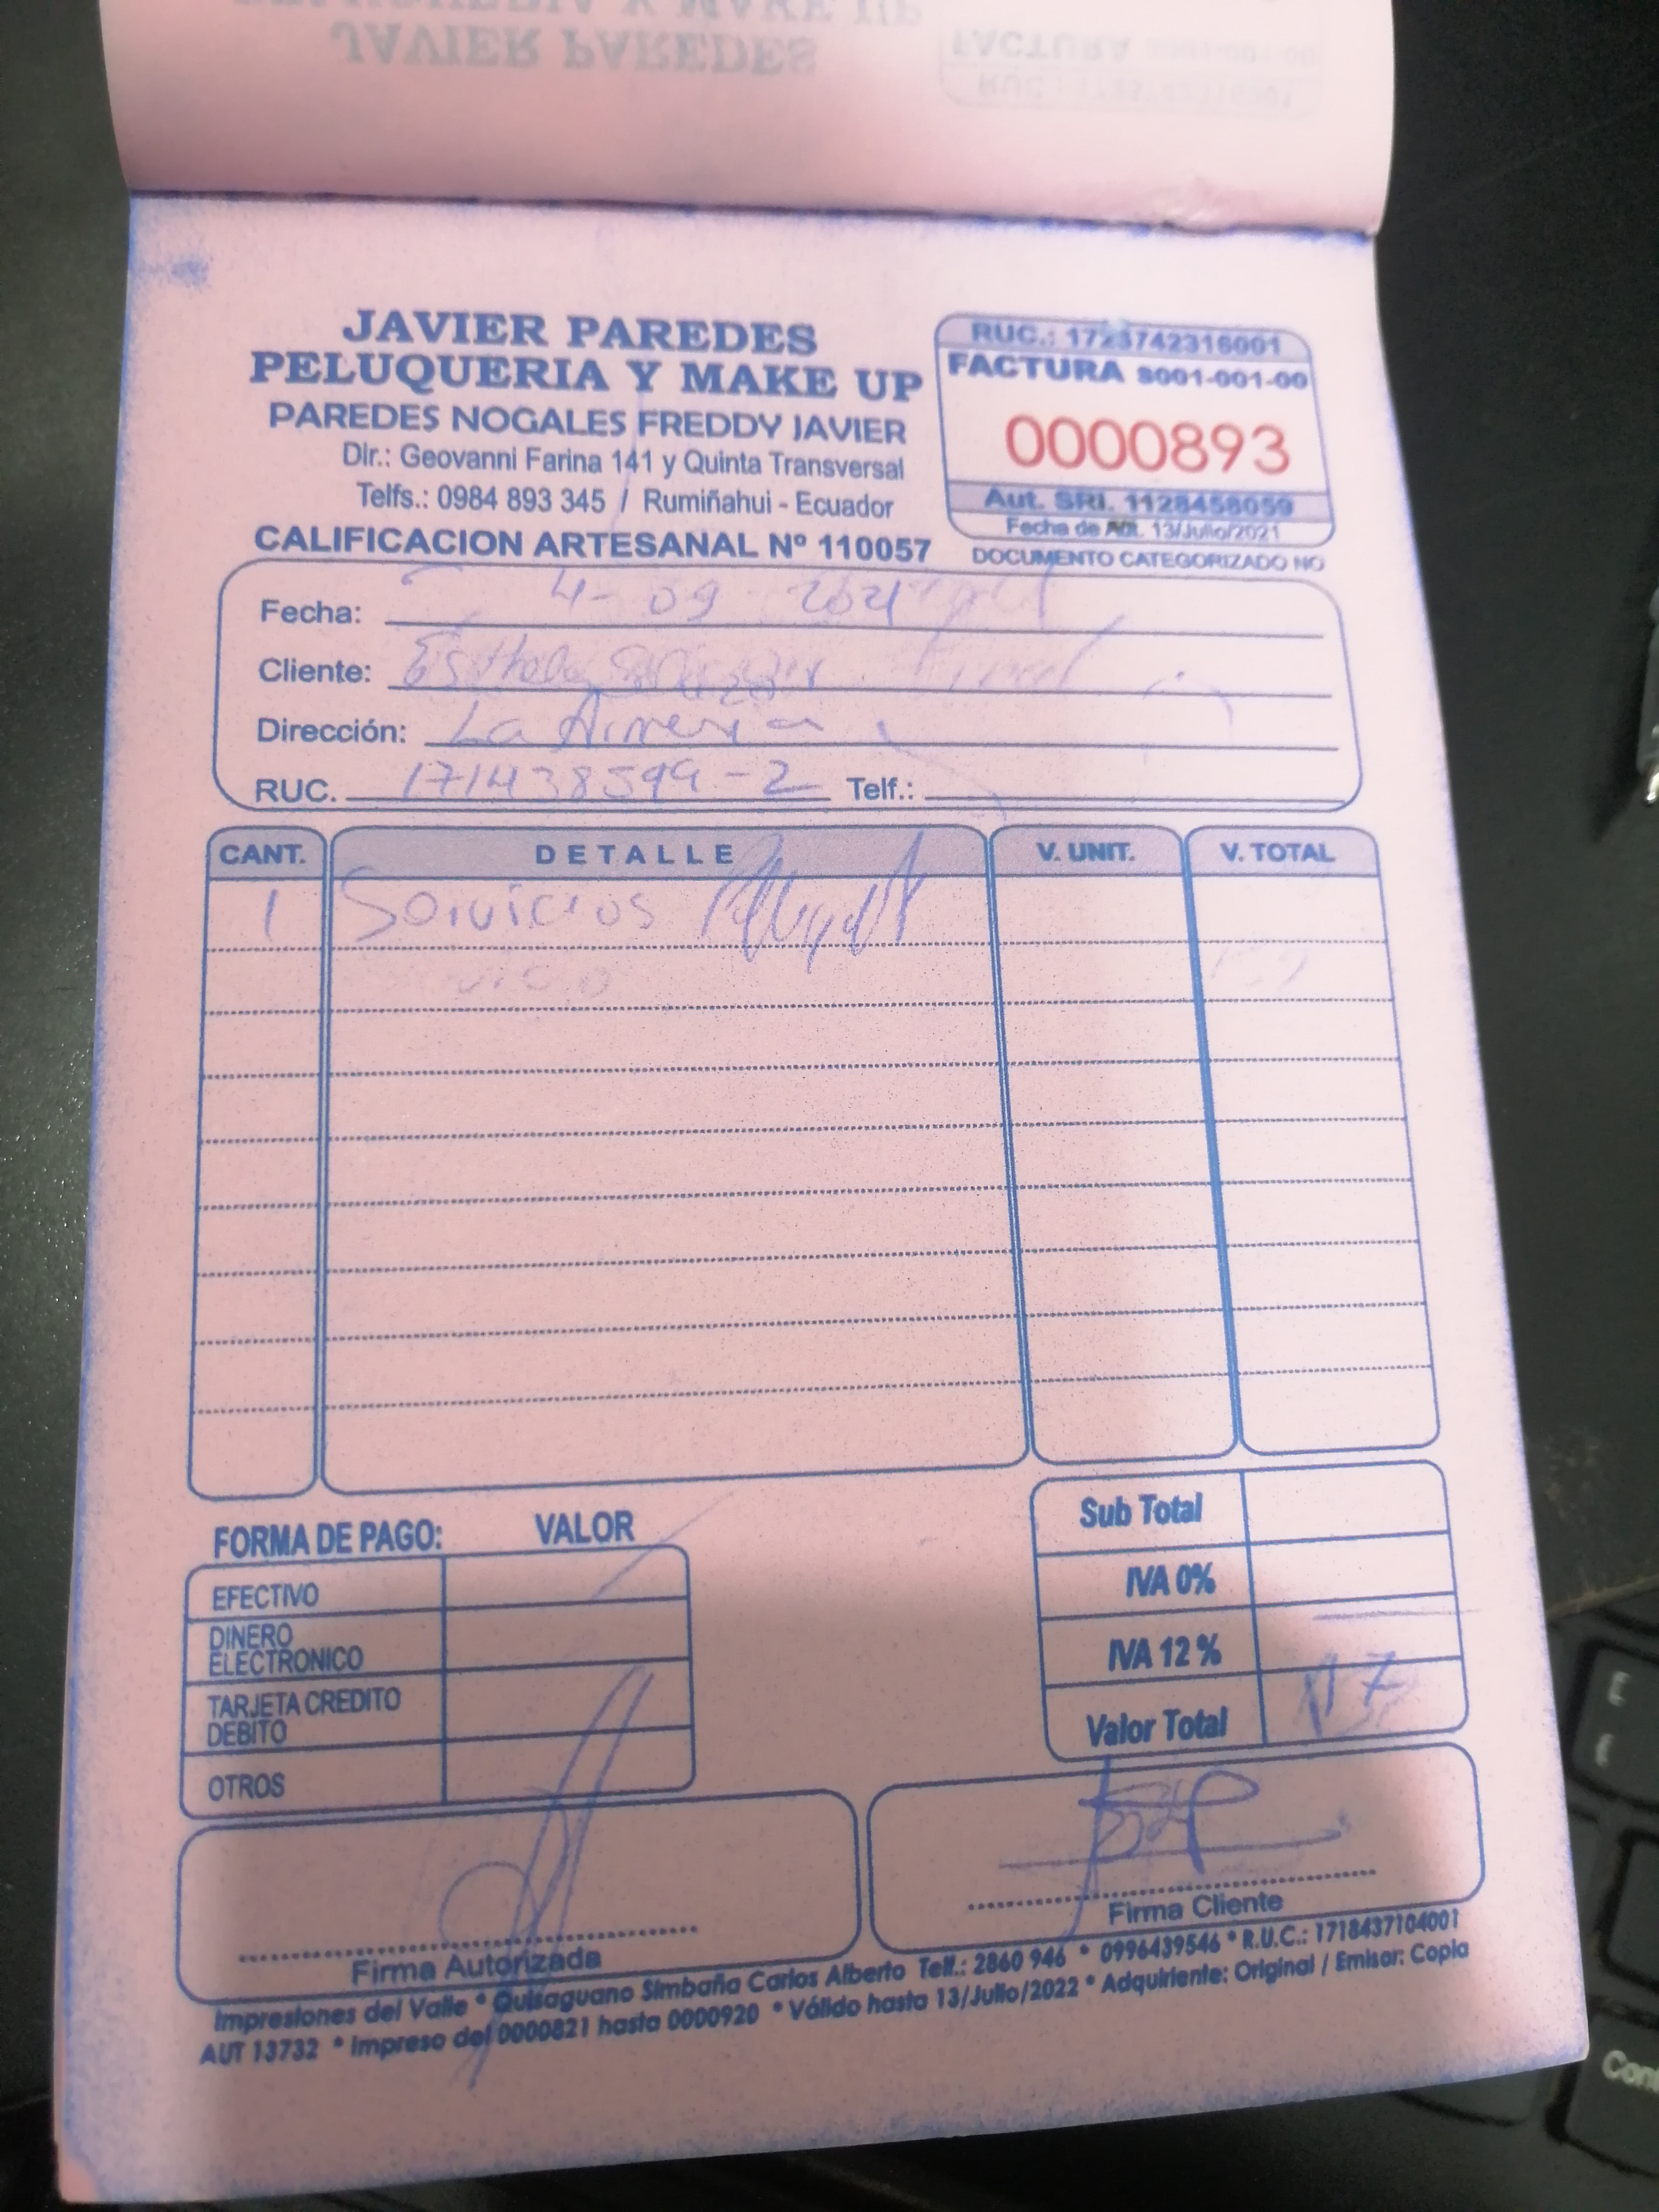 JAVIER PAREDES
PELUQUERIA Y MAKE UP
PAREDES NOGALES FREDDY JAVIER
Dir.: Geovanni Farina 141 y Quinta Transversal
Telfs.: 0984 893 345 / Rumiñahui - Ecuador
CALIFICACION ARTESANAL Nº 110057
RUC.: 1723742316001
FACTURA S001-001-00
0000893
Aut. SRI. 1128458059
Fecha de Aut. 13/Julio/2021
DOCUMENTO CATEGORIZADO NO
Fecha: 4-09 2021
Cliente:
Dirección: La Armenia
RUC. 171438599-2 Telf.:
CANT. DETALLE V. UNIT. V. TOTAL
1 Servicios
FORMA DE PAGO: VALOR
EFECTIVO
DINERO ELECTRONICO
TARJETA CREDITO DEBITO
OTROS
Sub Total
IVA 0%
IVA 12 %
Valor Total 17
Firma Autorizada
Firma Cliente
Impresiones del Valle * Quisaguano Simbaña Carlos Alberto Telf.: 2860 946 * 0996439546 * R.U.C.: 1718437104001
AUT 13732 * Impreso del 0000821 hasta 0000920 * Válido hasta 13/Julio/2022 * Adquiriente: Original / Emisor: Copia